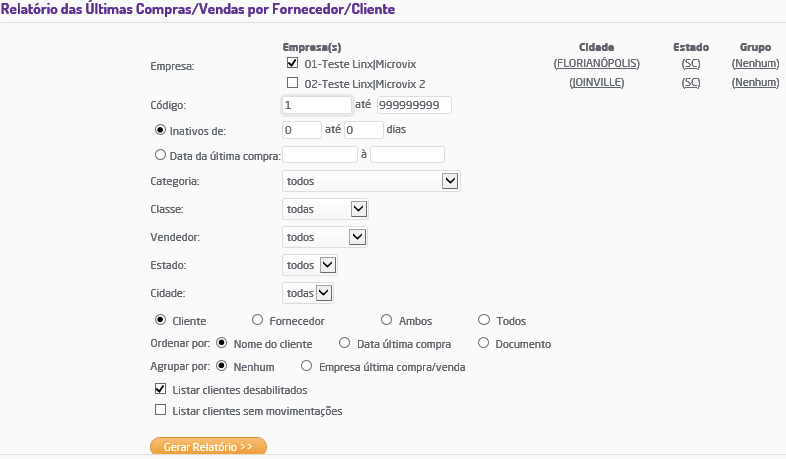 Relatório das Últimas Compras/Vendas por Fornecedor/Cliente
Empresa(s) Cidade Estado Grupo
Empresa: 01-Teste Linx|Microvix (FLORIANÓPOLIS) (SC) (Nenhum)
02-Teste Linx|Microvix 2 (JOINVILLE) (SC) (Nenhum)
Código: 1 até 999999999
Inativos de: 0 até 0 dias
Data da última compra: à
Categoria: todos
Classe: todas
Vendedor: todos
Estado: todos
Cidade: todas
Cliente Fornecedor Ambos Todos
Ordenar por: Nome do cliente Data última compra Documento
Agrupar por: Nenhum Empresa última compra/venda
Listar clientes desabilitados
Listar clientes sem movimentações
Gerar Relatório >>